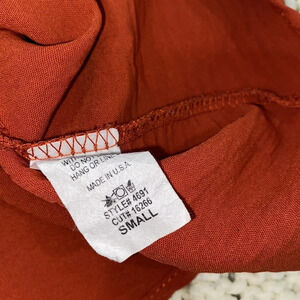 DO NOT
HANG OR LINE
MADE IN U.S.A
STYLE# 4691
CUT# 16266
SMALL